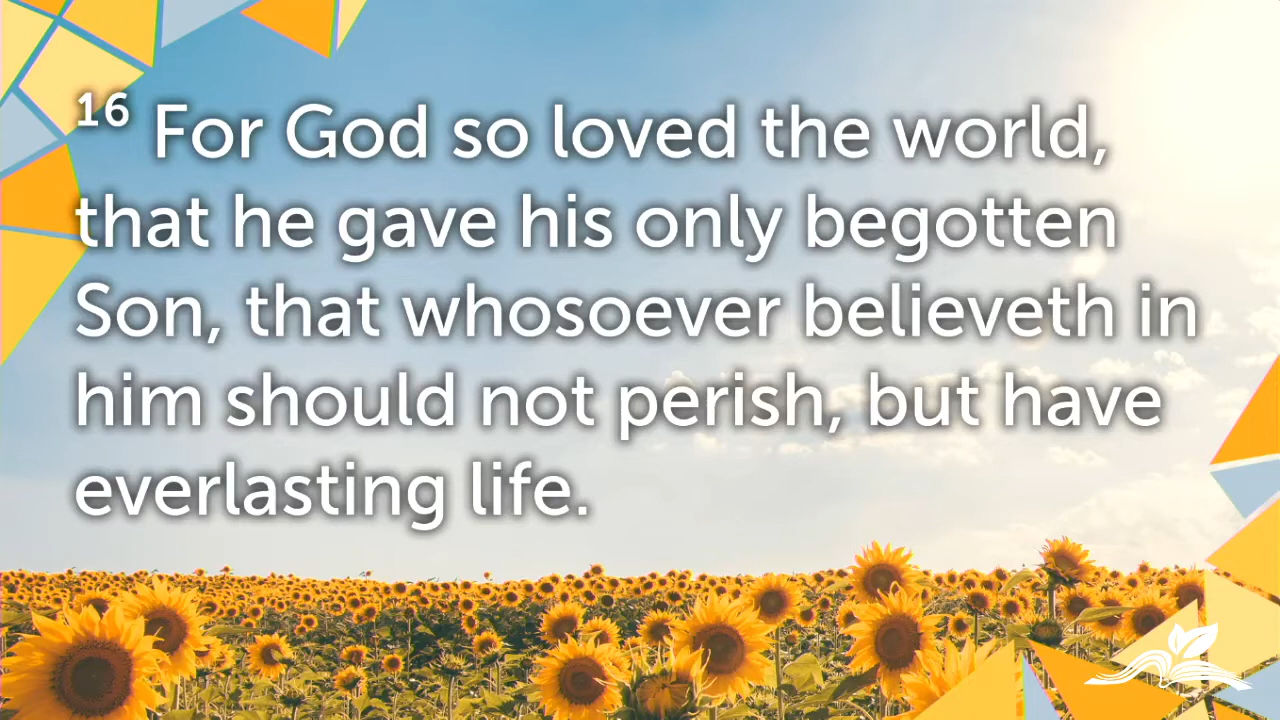 16 For God so loved the world,
that he gave his only begotten
Son, that whosoever believeth in
him should not perish, but have
everlasting life.